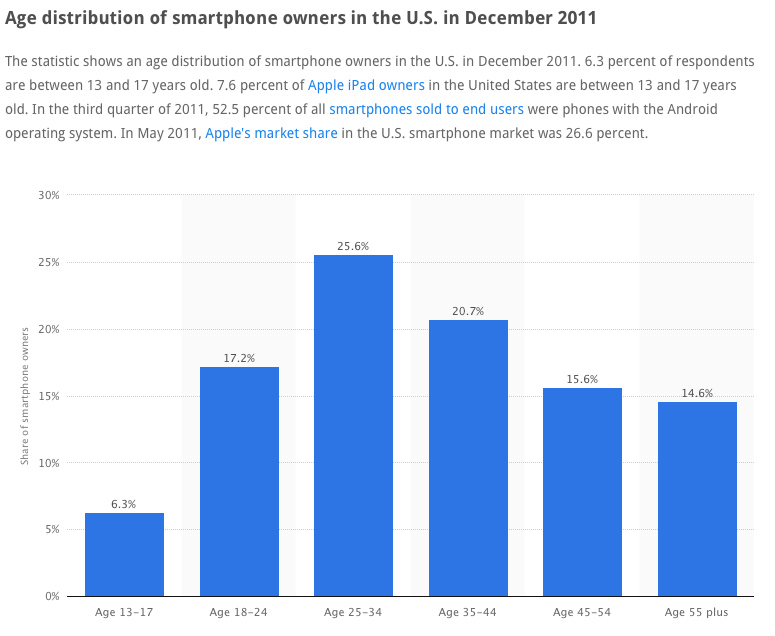 Age distribution of smartphone owners in the U.S. in December 2011
The statistic shows an age distribution of smartphone owners in the U.S. in December 2011. 6.3 percent of respondents
are between 13 and 17 years old. 7.6 percent of Apple iPad owners in the United States are between 13 and 17 years
old. In the third quarter of 2011, 52.5 percent of all smartphones sold to end users were phones with the Android
operating system. In May 2011, Apple's market share in the U.S. smartphone market was 26.6 percent.
30%
25%
20%
15%
10%
5%
0%
Share of smartphone owners
6.3%
17.2%
25.6%
20.7%
15.6%
14.6%
Age 13-17
Age 18-24
Age 25-34
Age 35-44
Age 45-54
Age 55 plus